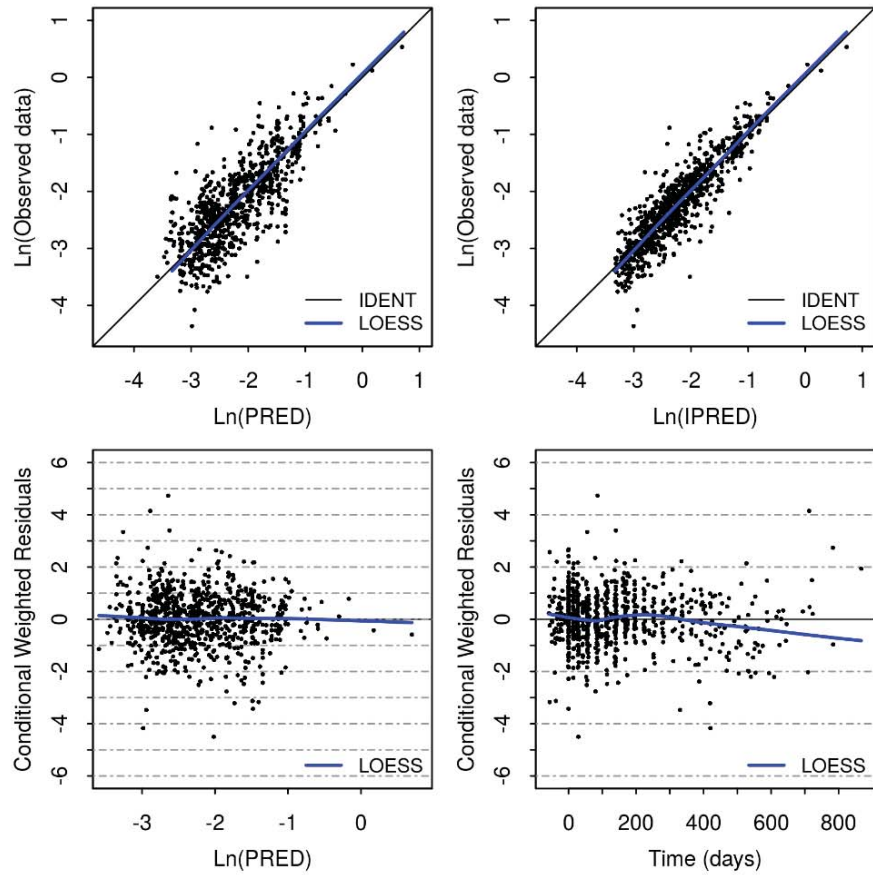 Ln(Observed data)
1
0
-1
-2
-3
-4
IDENT
LOESS
-4 -3 -2 -1 0 1
Ln(PRED)
Ln(Observed data)
1
0
-1
-2
-3
-4
IDENT
LOESS
-4 -3 -2 -1 0 1
Ln(IPRED)
Conditional Weighted Residuals
6
4
2
0
-2
-4
-6
LOESS
-3 -2 -1 0
Ln(PRED)
Conditional Weighted Residuals
6
4
2
0
-2
-4
-6
LOESS
0 200 400 600 800
Time (days)